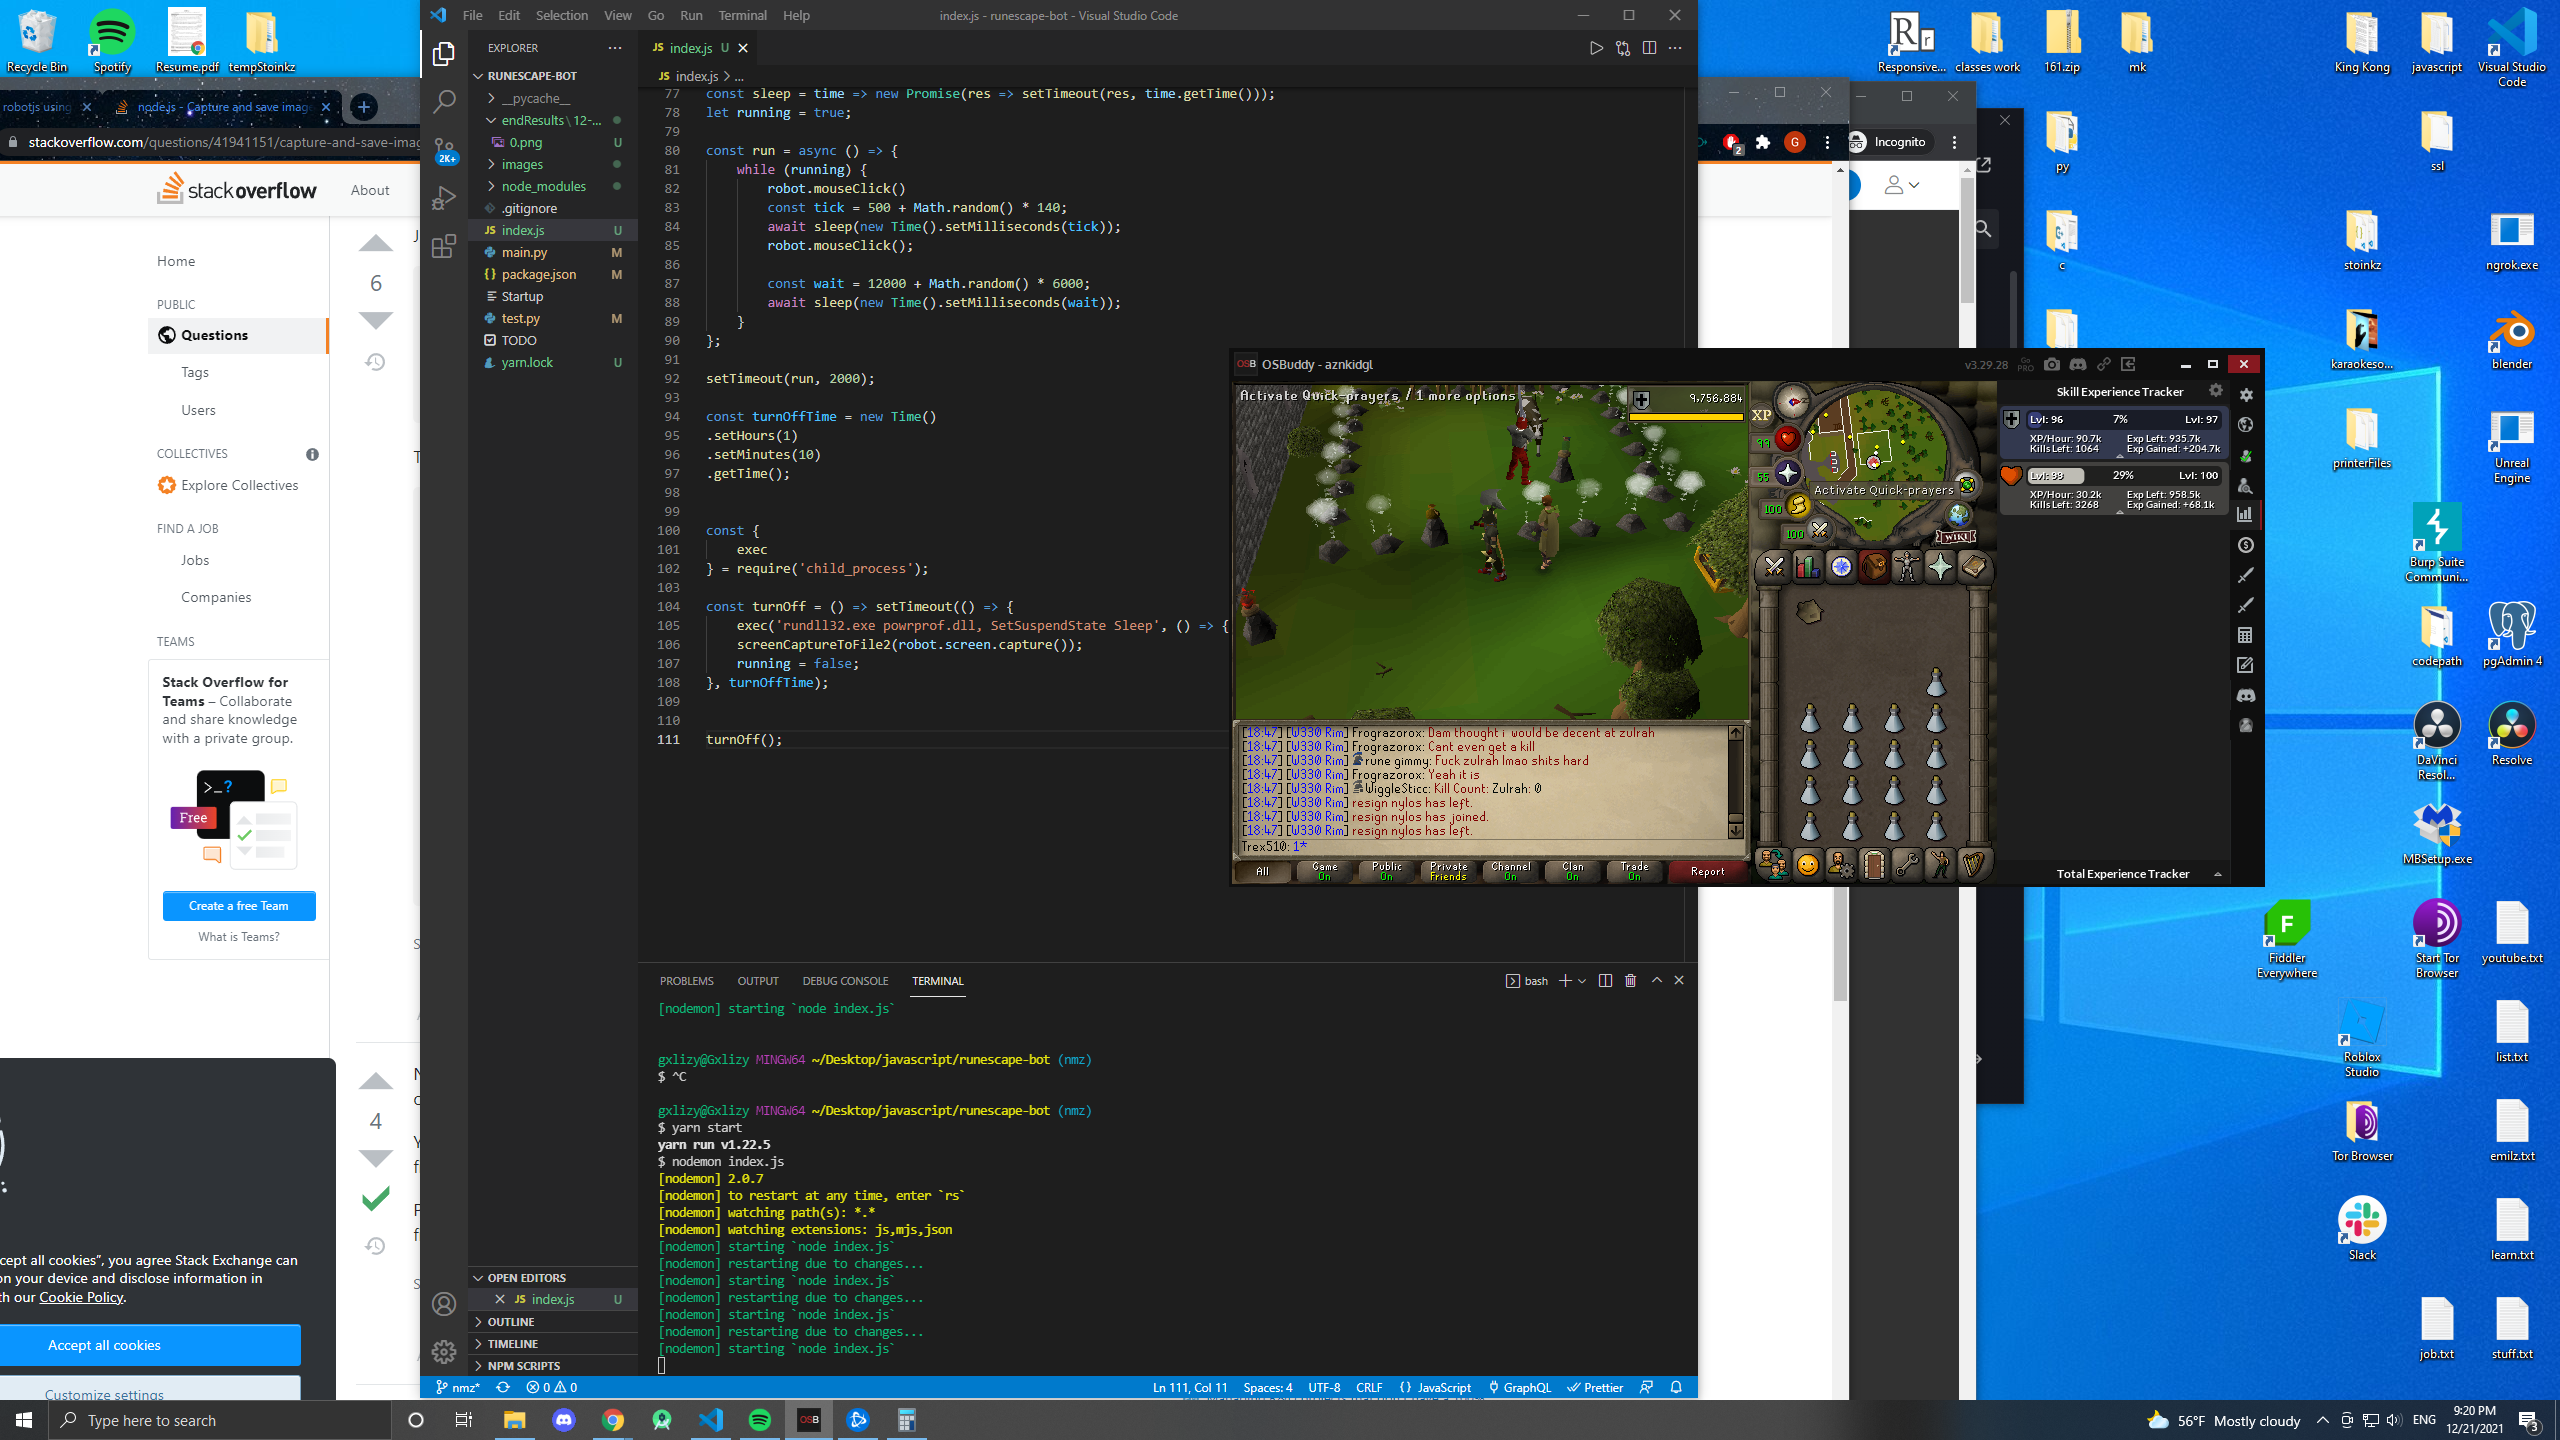 Recycle Bin
Spotify
Resume.pdf
tempStoinkz
robotjs using
node.js - Capture and save imag
stackoverflow.com/questions/41941151/capture-and-save-imag
stackoverflow
About
Home
PUBLIC
Questions
Tags
Users
COLLECTIVES
Explore Collectives
FIND A JOB
Jobs
Companies
TEAMS
Stack Overflow for
Teams – Collaborate
and share knowledge
with a private group.
>_?
Free
Create a free Team
What is Teams?
6
4
cept all cookies”, you agree Stack Exchange can
on your device and disclose information in
th our Cookie Policy.
Accept all cookies
Customize settings
File Edit Selection View Go Run Terminal Help
index.js - runescape-bot - Visual Studio Code
EXPLORER
RUNESCAPE-BOT
__pycache__
endResults\12-...
0.png U
images
node_modules
.gitignore
JS index.js U
main.py M
{} package.json M
Startup
test.py M
TODO
yarn.lock U
2K+
OPEN EDITORS
JS index.js U
OUTLINE
TIMELINE
NPM SCRIPTS
JS index.js U
JS index.js > ...
77 const sleep = time => new Promise(res => setTimeout(res, time.getTime()));
78 let running = true;
79
80 const run = async () => {
81 while (running) {
82 robot.mouseClick()
83 const tick = 500 + Math.random() * 140;
84 await sleep(new Time().setMilliseconds(tick));
85 robot.mouseClick();
86
87 const wait = 12000 + Math.random() * 6000;
88 await sleep(new Time().setMilliseconds(wait));
89 }
90 };
91
92 setTimeout(run, 2000);
93
94 const turnOffTime = new Time()
95 .setHours(1)
96 .setMinutes(10)
97 .getTime();
98
99
100 const {
101 exec
102 } = require('child_process');
103
104 const turnOff = () => setTimeout(() => {
105 exec('rundll32.exe powrprof.dll, SetSuspendState Sleep', () => {
106 screenCaptureToFile2(robot.screen.capture());
107 running = false;
108 }, turnOffTime);
109
110
111 turnOff();
PROBLEMS OUTPUT DEBUG CONSOLE TERMINAL
bash
[nodemon] starting `node index.js`
gxlizy@Gxlizy MINGW64 ~/Desktop/javascript/runescape-bot (nmz)
$ ^C
gxlizy@Gxlizy MINGW64 ~/Desktop/javascript/runescape-bot (nmz)
$ yarn start
yarn run v1.22.5
$ nodemon index.js
[nodemon] 2.0.7
[nodemon] to restart at any time, enter `rs`
[nodemon] watching path(s): *.*
[nodemon] watching extensions: js,mjs,json
[nodemon] starting `node index.js`
[nodemon] restarting due to changes...
[nodemon] starting `node index.js`
[nodemon] restarting due to changes...
[nodemon] starting `node index.js`
[nodemon] restarting due to changes...
[nodemon] starting `node index.js`
nmz* 0 0
Ln 111, Col 11 Spaces: 4 UTF-8 CRLF {} JavaScript GraphQL Prettier
2
G
Incognito
OSB OSBuddy - aznkidgl
v3.29.28
Go PRO
Activate Quick-prayers / 1 more options
9,756,884
XP
99
55
100
100
Activate Quick-prayers
WIKI
[18:47] [W330 Rim] Frograzorox: Dam thought i would be decent at zulrah
[18:47] [W330 Rim] Frograzorox: Cant even get a kill
[18:47] [W330 Rim] rune gimmy: Fuck zulrah lmao shits hard
[18:47] [W330 Rim] Frograzorox: Yeah it is
[18:47] [W330 Rim] WiggleSticc: Kill Count: Zulrah: 0
[18:47] [W330 Rim] resign nylos has left.
[18:47] [W330 Rim] resign nylos has joined.
[18:47] [W330 Rim] resign nylos has left.
Trex510: 1*
All
Game On
Public On
Private Friends
Channel On
Clan On
Trade On
Report
Skill Experience Tracker
Lvl: 96 7% Lvl: 97
XP/Hour: 90.7k Exp Left: 935.7k
Kills Left: 1064 Exp Gained: +204.7k
29% Lvl: 100
XP/Hour: 30.2k Exp Left: 958.5k
Kills Left: 3268 Exp Gained: +68.1k
Total Experience Tracker
Responsive...
classes work
161.zip
mk
King Kong
javascript
Visual Studio Code
py
ssl
c
stoinkz
ngrok.exe
karaokeso...
blender
printerFiles
Unreal Engine
Burp Suite Communi...
codepath
pgAdmin 4
DaVinci Resol...
Resolve
MBSetup.exe
Fiddler Everywhere
Start Tor Browser
youtube.txt
Roblox Studio
list.txt
Tor Browser
emilz.txt
Slack
learn.txt
job.txt
stuff.txt
Type here to search
OSB
56°F Mostly cloudy
ENG
9:20 PM
12/21/2021
3